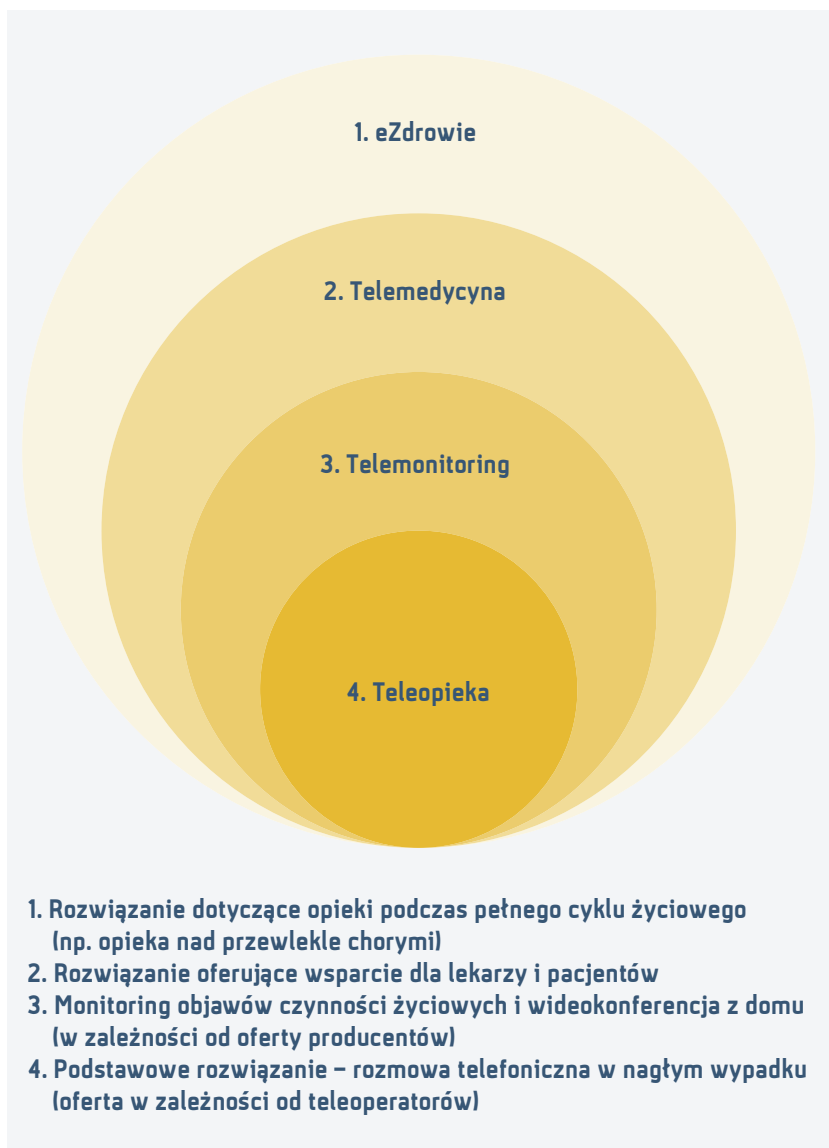 1. eZdrowie
2. Telemedycyna
3. Telemonitoring
4. Teleopieka
1. Rozwiązanie dotyczące opieki podczas pełnego cyklu życiowego
(np. opieka nad przewlekle chorymi)
2. Rozwiązanie oferujące wsparcie dla lekarzy i pacjentów
3. Monitoring objawów czynności życiowych i wideokonferencja z domu
(w zależności od oferty producentów)
4. Podstawowe rozwiązanie – rozmowa telefoniczna w nagłym wypadku
(oferta w zależności od teleoperatorów)